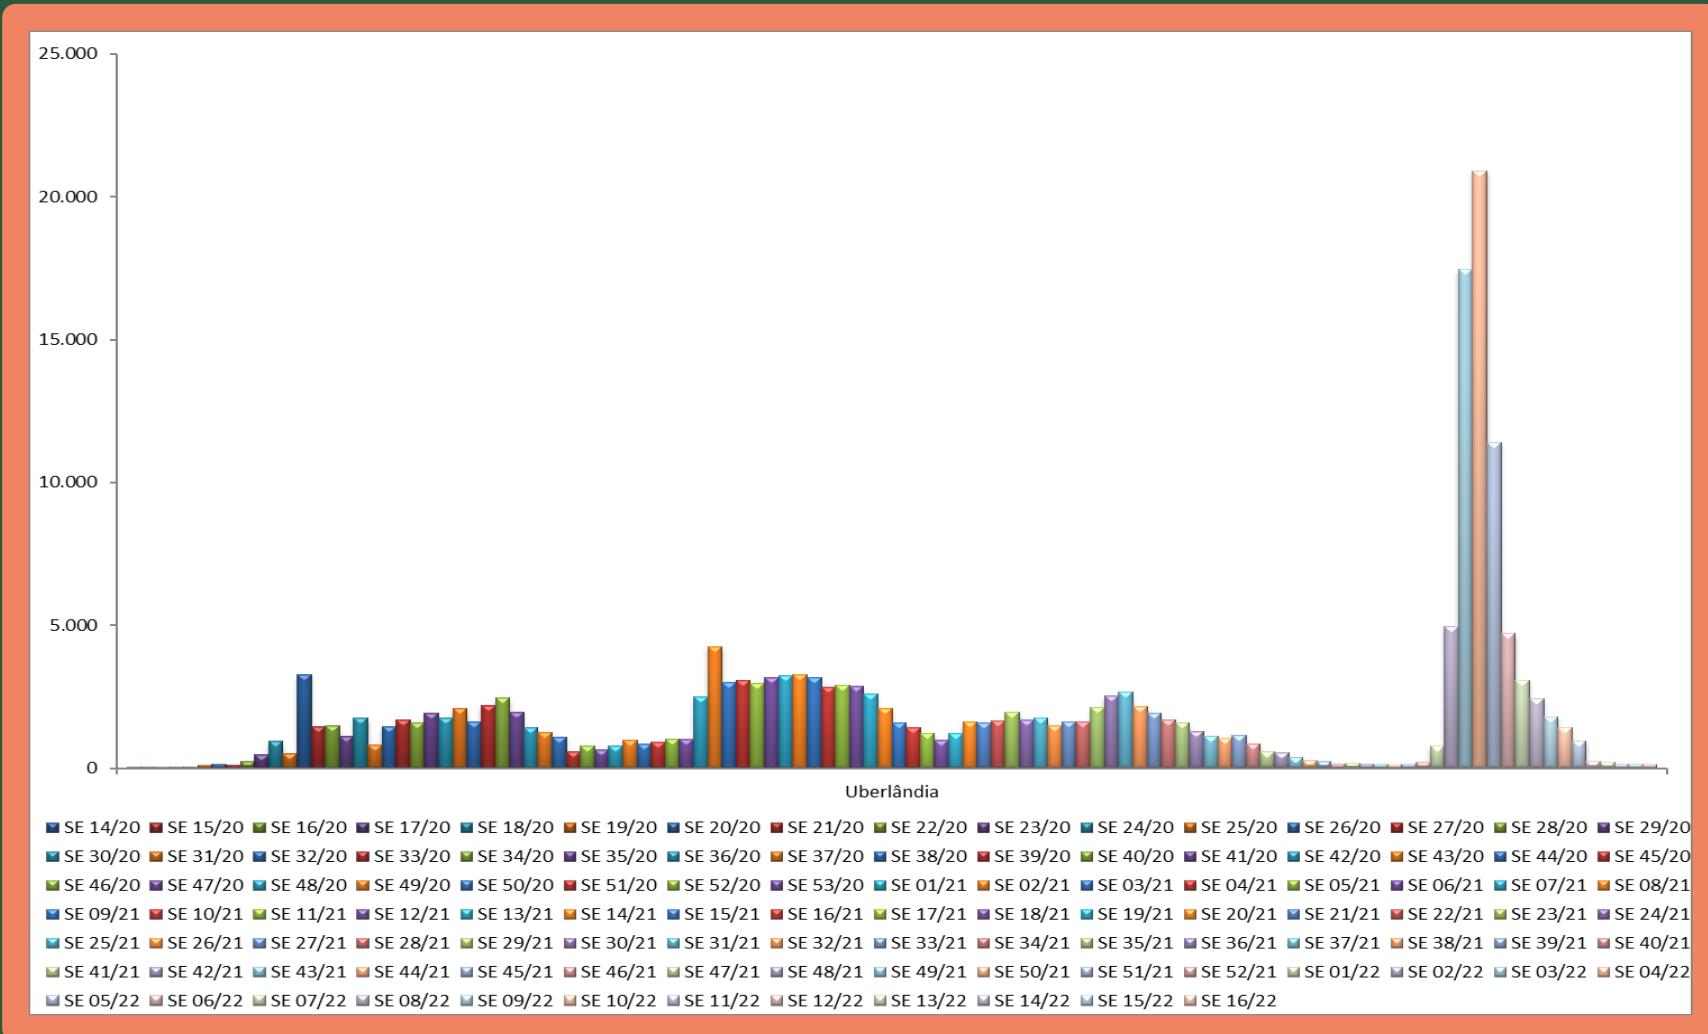 25.000
20.000
15.000
10.000
5.000
0
Uberlândia
SE 14/20 SE 15/20 SE 16/20 SE 17/20 SE 18/20 SE 19/20 SE 20/20 SE 21/20 SE 22/20 SE 23/20 SE 24/20 SE 25/20 SE 26/20 SE 27/20 SE 28/20 SE 29/20
SE 30/20 SE 31/20 SE 32/20 SE 33/20 SE 34/20 SE 35/20 SE 36/20 SE 37/20 SE 38/20 SE 39/20 SE 40/20 SE 41/20 SE 42/20 SE 43/20 SE 44/20 SE 45/20
SE 46/20 SE 47/20 SE 48/20 SE 49/20 SE 50/20 SE 51/20 SE 52/20 SE 53/20 SE 01/21 SE 02/21 SE 03/21 SE 04/21 SE 05/21 SE 06/21 SE 07/21 SE 08/21
SE 09/21 SE 10/21 SE 11/21 SE 12/21 SE 13/21 SE 14/21 SE 15/21 SE 16/21 SE 17/21 SE 18/21 SE 19/21 SE 20/21 SE 21/21 SE 22/21 SE 23/21 SE 24/21
SE 25/21 SE 26/21 SE 27/21 SE 28/21 SE 29/21 SE 30/21 SE 31/21 SE 32/21 SE 33/21 SE 34/21 SE 35/21 SE 36/21 SE 37/21 SE 38/21 SE 39/21 SE 40/21
SE 41/21 SE 42/21 SE 43/21 SE 44/21 SE 45/21 SE 46/21 SE 47/21 SE 48/21 SE 49/21 SE 50/21 SE 51/21 SE 52/21 SE 01/22 SE 02/22 SE 03/22 SE 04/22
SE 05/22 SE 06/22 SE 07/22 SE 08/22 SE 09/22 SE 10/22 SE 11/22 SE 12/22 SE 13/22 SE 14/22 SE 15/22 SE 16/22